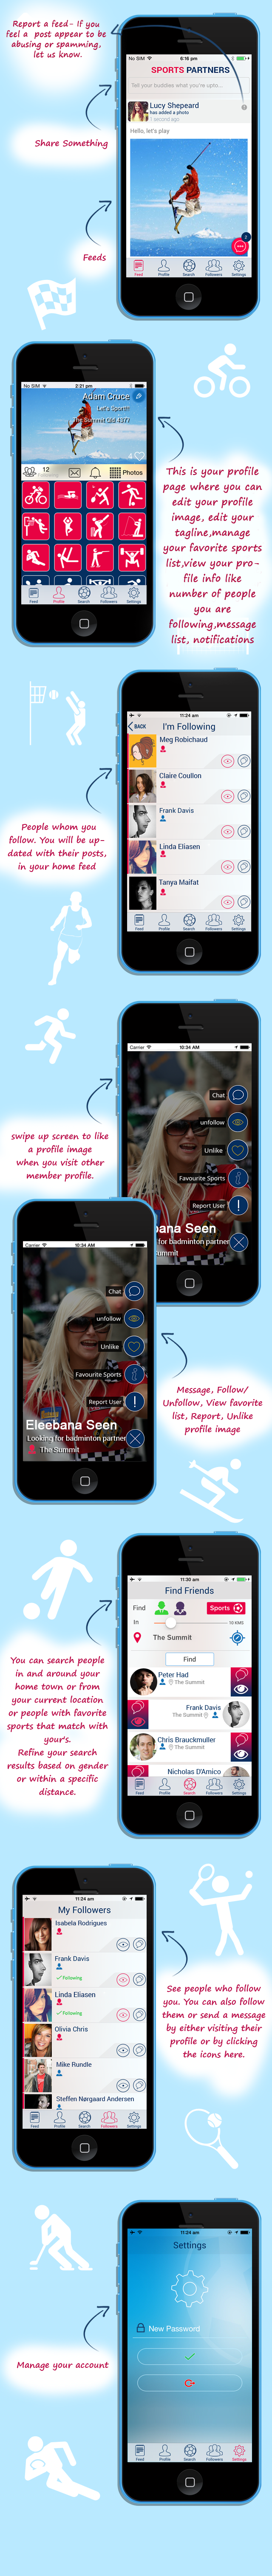 Report a feed- If you
feel a  post appear to be
abusing or spamming,
let us know.
Share Something
Feeds
No SIM
6:16 pm
SPORTS PARTNERS
Tell your buddies what you're upto...
Lucy Shepeard
has added a photo
1 second ago
Hello, let's play
Feed Profile Search Followers Settings
No SIM 2:21 pm
Adam Cruce
Let's Sport!!
The Summit Qld 4377
4
12
Photos
Feed Profile Search Followers Settings
This is your profile
page where you can
edit your profile
image, edit your
tagline,manage
your favorite sports
list,view your pro-
file info like
number of people
you are
following,message
list, notifications
11:24 am
BACK I'm Following
Meg Robichaud
Claire Coullon
Frank Davis
Linda Eliasen
Tanya Maifat
Feed Profile Search Followers Settings
People whom you
follow. You will be up-
dated with their posts,
in your home feed
Carrier 10:34 AM
Chat
unfollow
Unlike
Favourite Sports
Report User
bana Seen
for badminton partner
ummit
swipe up screen to like
a profile image
when you visit other
member profile.
Carrier 10:34 AM
Chat
unfollow
Unlike
Favourite Sports
Report User
Eleebana Seen
Looking for badminton partner
The Summit
Message, Follow/
Unfollow, View favorite
list, Report, Unlike
profile image
11:30 am
Find Friends
Find Sports
In 10 KMS
The Summit
Find
Peter Had
The Summit
Frank Davis
The Summit
Chris Brauckmuller
The Summit
Nicholas D'Amico
Feed Profile Search Followers Settings
You can search people
in and around your
home town or from
your current location
or people with favorite
sports that match with
your's.
Refine your search
results based on gender
or within a specific
distance.
11:24 am
My Followers
Isabela Rodrigues
Frank Davis
Following
Linda Eliasen
Following
Olivia Chris
Mike Rundle
Steffen Nørgaard Andersen
Feed Profile Search Followers Settings
See people who follow
you. You can also follow
them or send a message
by either visiting their
profile or by clicking
the icons here.
11:24 am
Settings
New Password
Feed Profile Search Followers Settings
Manage your account